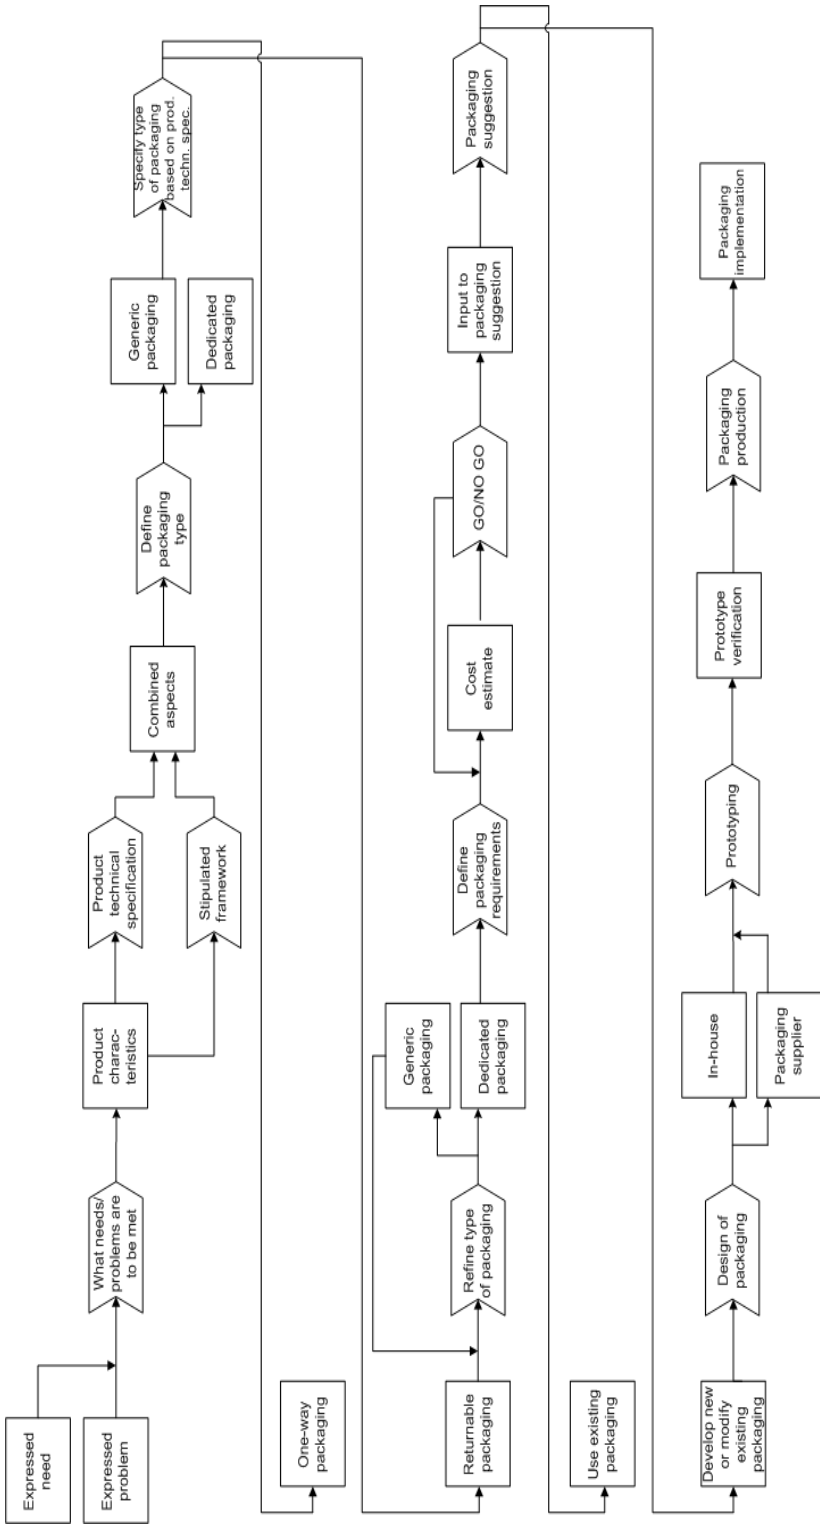 Expressed
need
Expressed
problem
What needs/
problems are
to be met
Product
charac-
teristics
Product
technical
specification
Stipulated
framework
Combined
aspects
Define
packaging
type
Generic
packaging
Dedicated
packaging
Specify type
of packaging
based on prod.
techn. spec.
One-way
packaging
Returnable
packaging
Refine type
of packaging
Generic
packaging
Dedicated
packaging
Define
packaging
requirements
Cost
estimate
GO/NO GO
Input to
packaging
suggestion
Packaging
suggestion
Use existing
packaging
Develop new
or modify
existing
packaging
Design of
packaging
In-house
Packaging
supplier
Prototyping
Prototype
verification
Packaging
production
Packaging
implementation